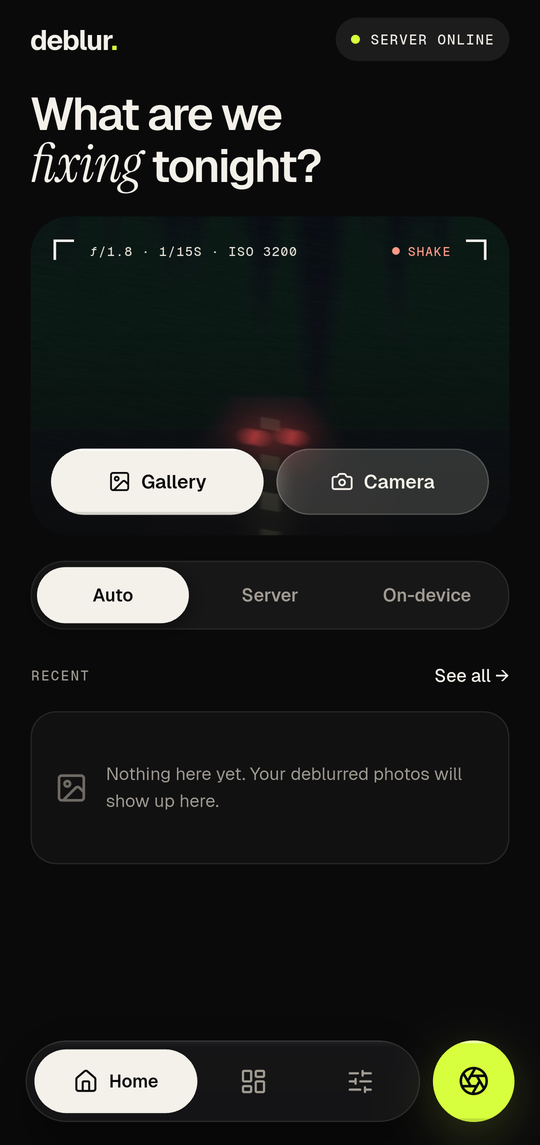 deblur.
SERVER ONLINE
What are we
fixing tonight?
ƒ/1.8 · 1/15S · ISO 3200
SHAKE
Gallery
Camera
Auto
Server
On-device
RECENT
See all →
Nothing here yet. Your deblurred photos will
show up here.
Home